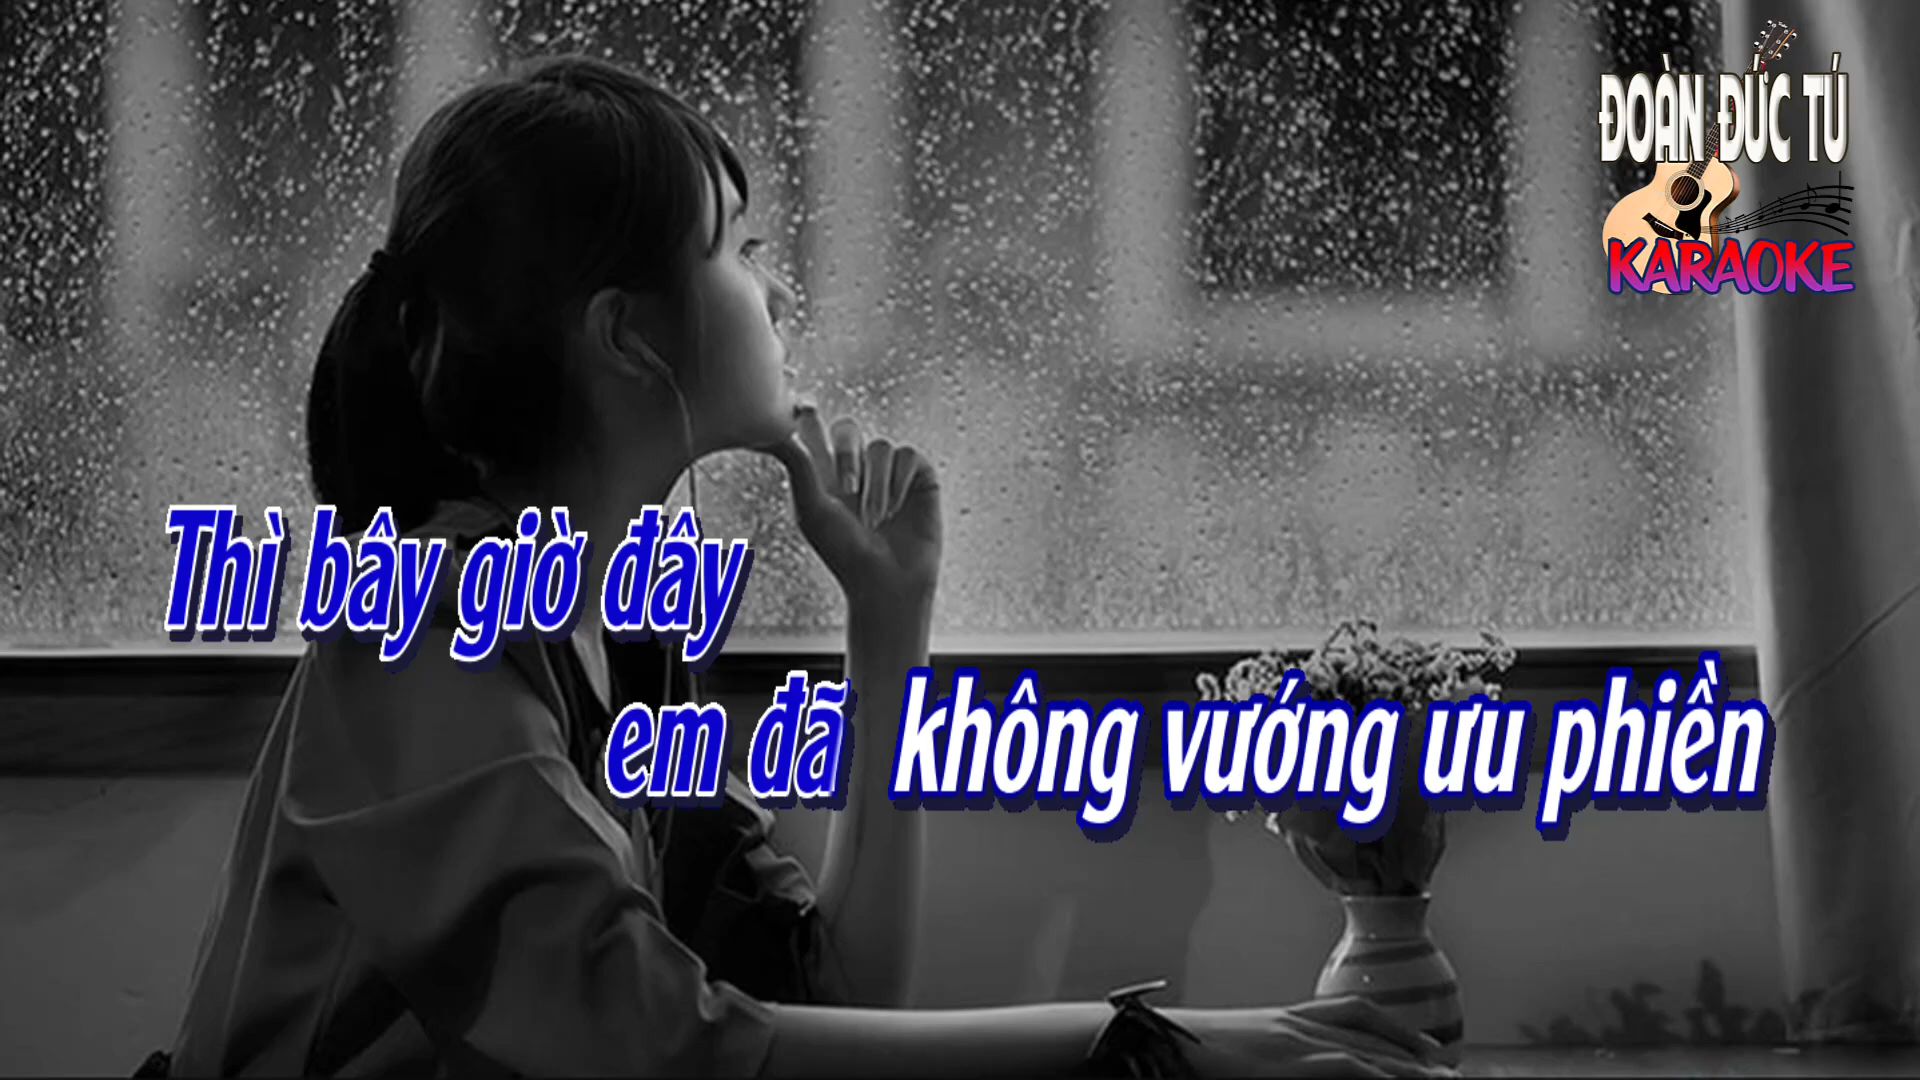 ĐOÀN ĐỨC TÚ
KARAOKE
Thì bây giờ đây
em đã không vướng ưu phiền